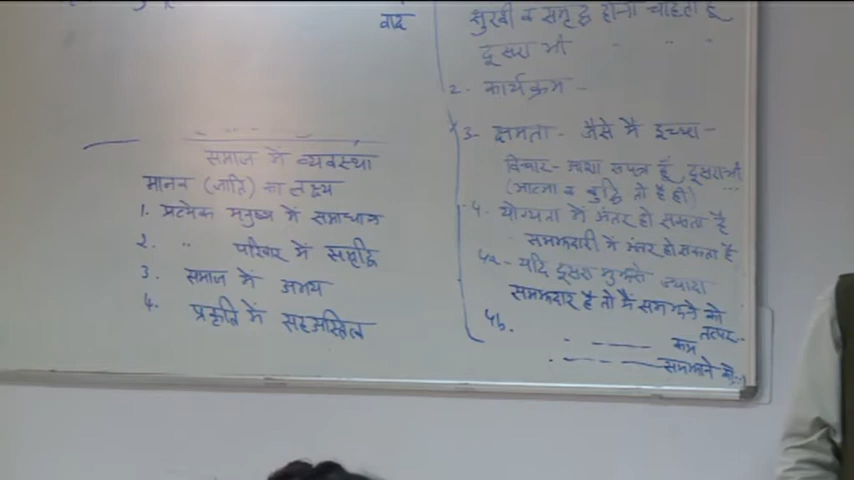 वाद
समाज में व्यवस्था
मानव (जाति) का लक्ष्य
1. प्रत्येक मनुष्य में समाधान
2. " परिवार में समृद्धि
3. समाज में अभय
4. प्रकृति में सहअस्तित्व
सुखी व समृद्ध होना चाहता हूँ
दूसरा भी " " "
2. कार्यक्रम -
3- क्षमता - जैसे मैं इच्छा -
विचार - आशा सम्पन्न हूँ, दूसरा भी ...
(आत्मा व बुद्धि तो है ही)
4. योग्यता में अंतर हो सकता है
समझदारी में अंतर हो सकता है
4a - यदि दूसरा मुझसे ज्यादा
समझदार है तो मैं समझने को
तत्पर -
4b. कम
समझाने को